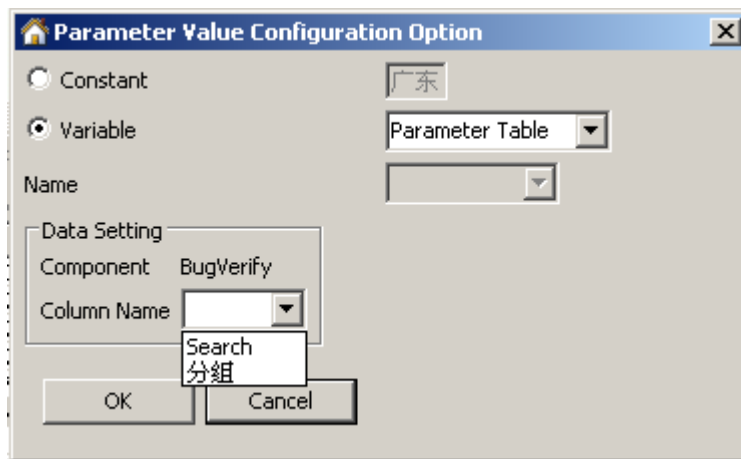 Parameter Value Configuration Option
Constant 广东
Variable Parameter Table
Name
Data Setting
Component BugVerify
Column Name
Search
分组
OK Cancel